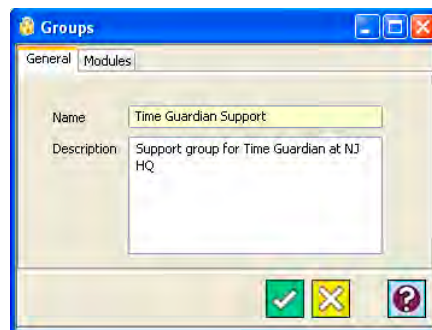 Groups
General Modules
Name Time Guardian Support
Description Support group for Time Guardian at NJ
HQ